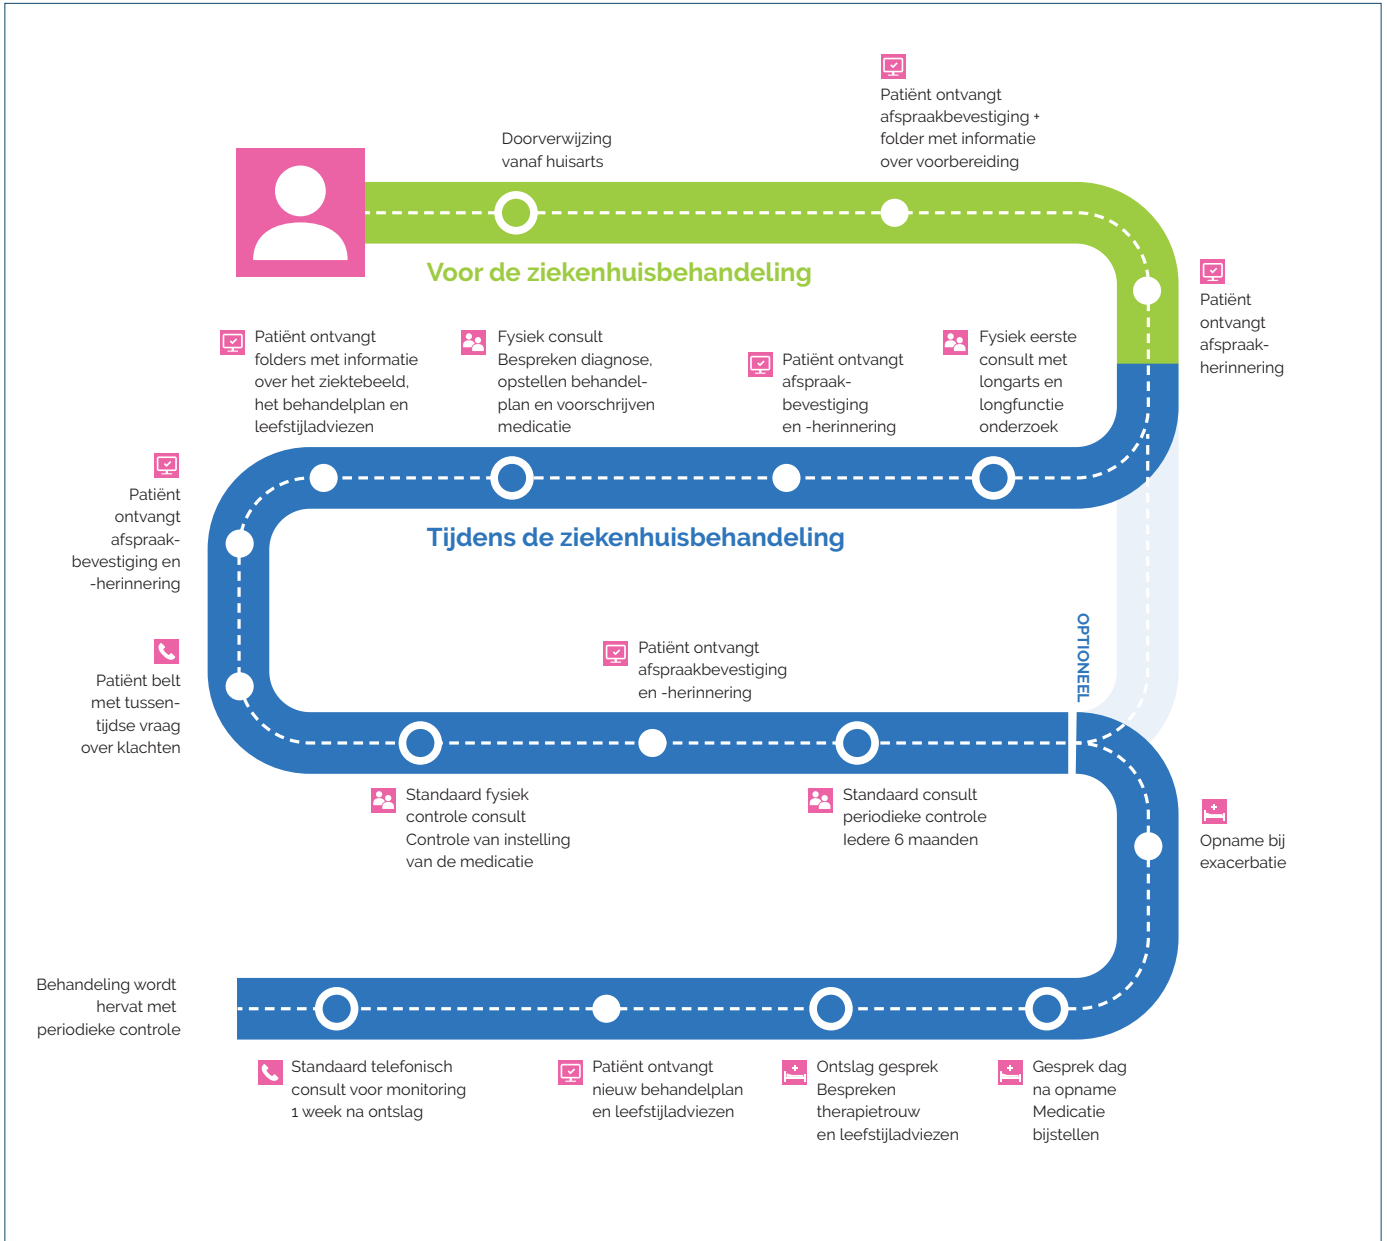 Doorverwijzing
vanaf huisarts
Patiënt ontvangt
afspraakbevestiging +
folder met informatie
over voorbereiding
Voor de ziekenhuisbehandeling
Patiënt
ontvangt
afspraak-
herinnering
Fysiek eerste
consult met
longarts en
longfunctie
onderzoek
Patiënt ontvangt
afspraak-
bevestiging
en -herinnering
Fysiek consult
Bespreken diagnose,
opstellen behandel-
plan en voorschrijven
medicatie
Patiënt ontvangt
folders met informatie
over het ziektebeeld,
het behandelplan en
leefstijladviezen
Tijdens de ziekenhuisbehandeling
Patiënt
ontvangt
afspraak-
bevestiging en
-herinnering
Patiënt belt
met tussen-
tijdse vraag
over klachten
Standaard fysiek
controle consult
Controle van instelling
van de medicatie
Patiënt ontvangt
afspraakbevestiging
en -herinnering
Standaard consult
periodieke controle
Iedere 6 maanden
OPTIONEEL
Opname bij
exacerbatie
Gesprek dag
na opname
Medicatie
bijstellen
Ontslag gesprek
Bespreken
therapietrouw
en leefstijladviezen
Patiënt ontvangt
nieuw behandelplan
en leefstijladviezen
Standaard telefonisch
consult voor monitoring
1 week na ontslag
Behandeling wordt
hervat met
periodieke controle